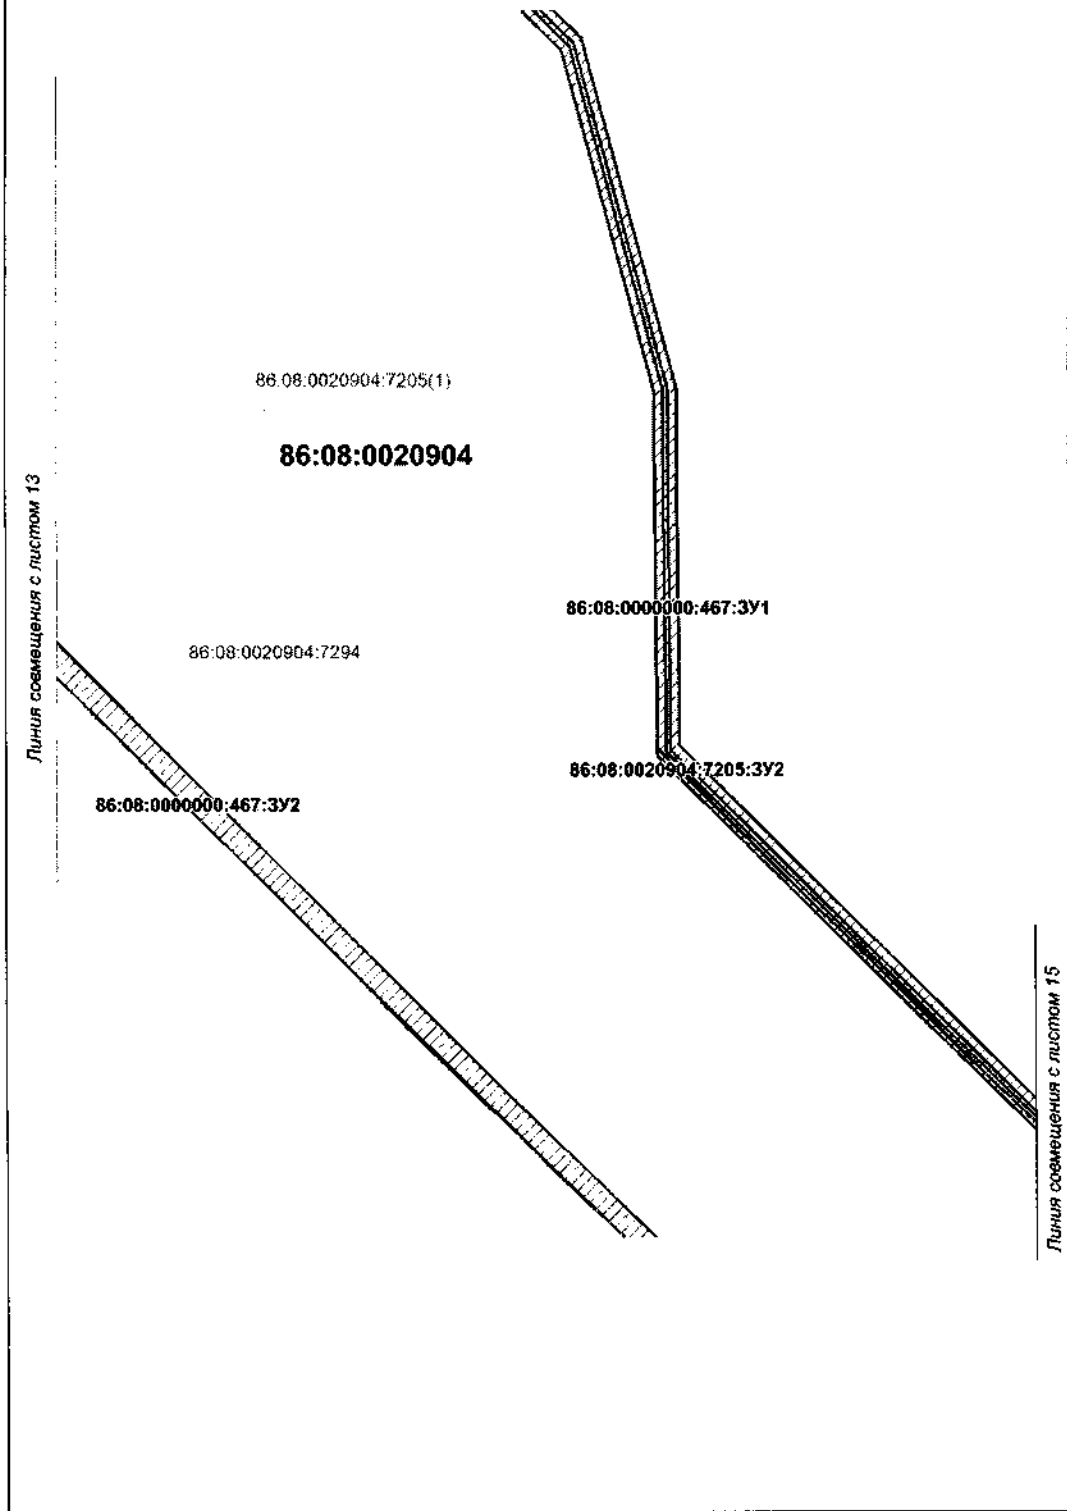 86:08:0020904:7205(1)
86:08:0020904
Линия совмещения с листом 13
86:08:0000000:467:ЗУ1
86:08:0020904:7294
86:08:0020904:7205:ЗУ2
86:08:0000000:467:ЗУ2
Линия совмещения с листом 15